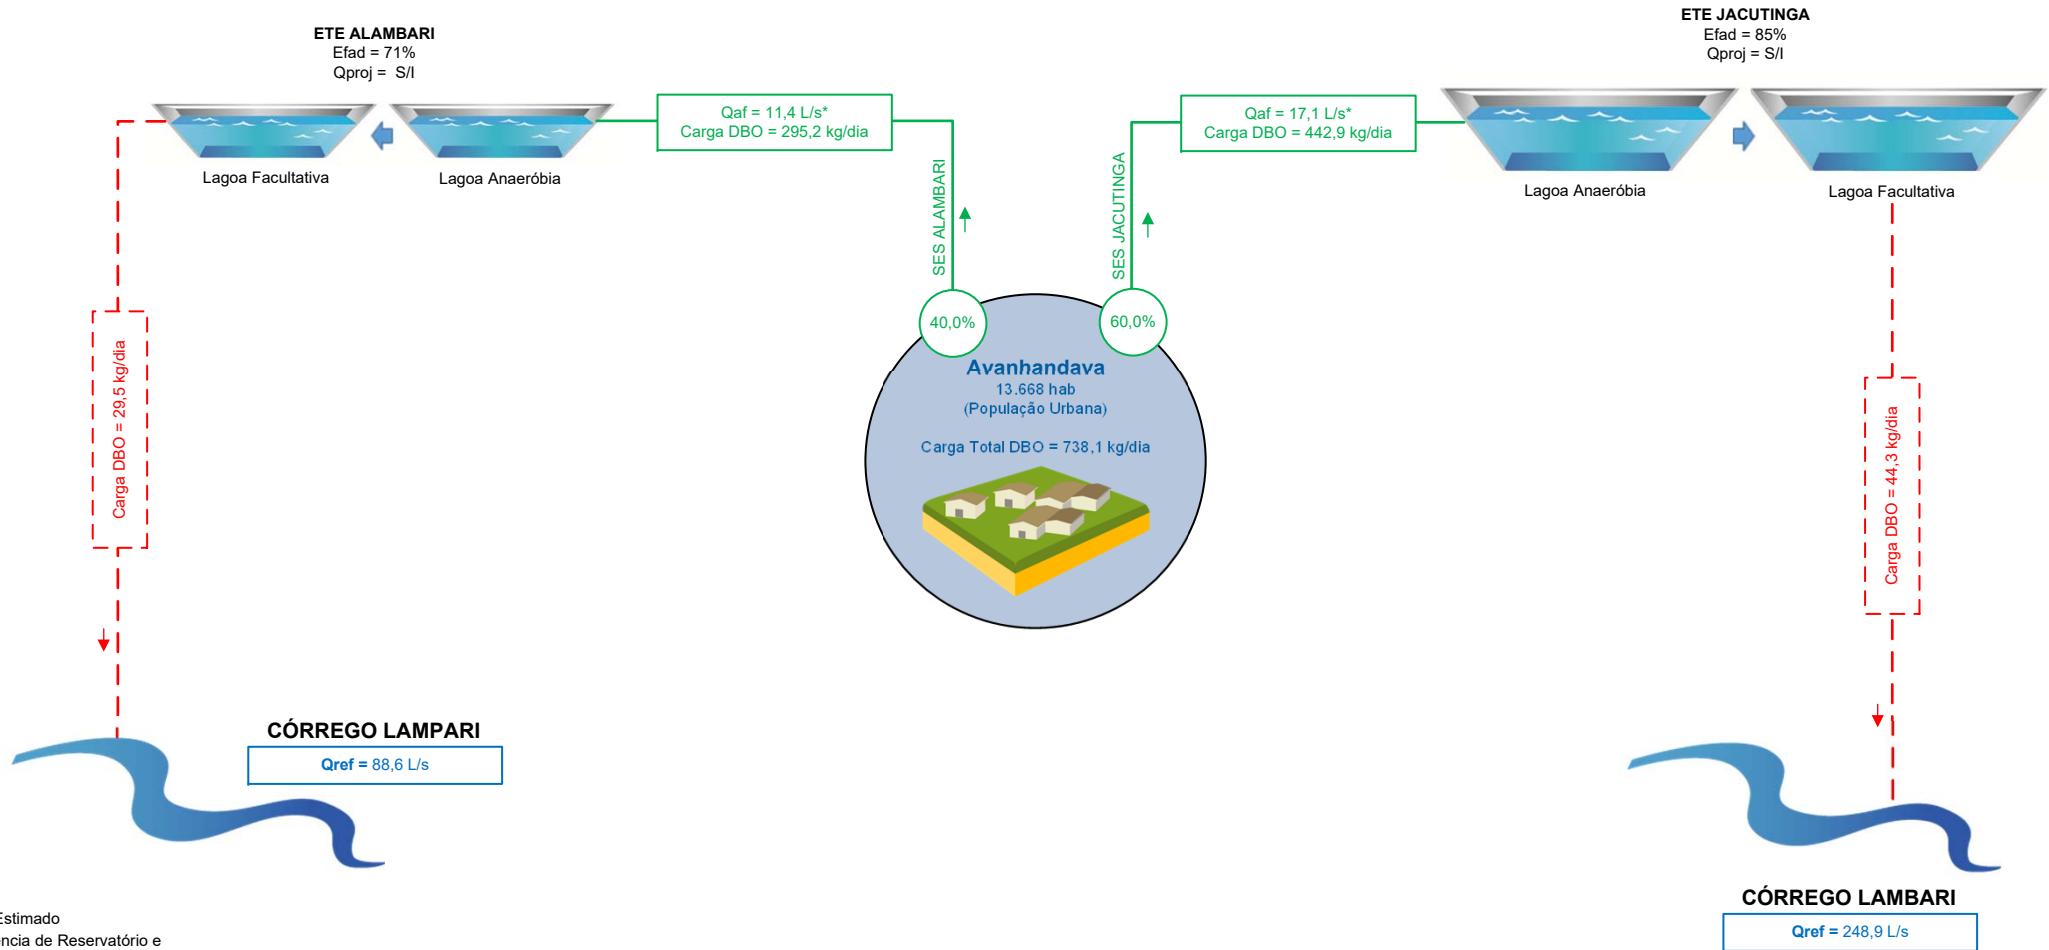 ETE ALAMBARI
Efad = 71%
Qproj = S/I
Lagoa Facultativa
Lagoa Anaeróbia
Qaf = 11,4 L/s*
Carga DBO = 295,2 kg/dia
SES ALAMBARI
40,0%
ETE JACUTINGA
Efad = 85%
Qproj = S/I
Qaf = 17,1 L/s*
Carga DBO = 442,9 kg/dia
SES JACUTINGA
60,0%
Lagoa Anaeróbia
Lagoa Facultativa
Avanhandava
13.668 hab
(População Urbana)
Carga Total DBO = 738,1 kg/dia
Carga DBO = 29,5 kg/dia
Carga DBO = 44,3 kg/dia
CÓRREGO LAMPARI
Qref = 88,6 L/s
CÓRREGO LAMBARI
Qref = 248,9 L/s
Estimado
ência de Reservatório e